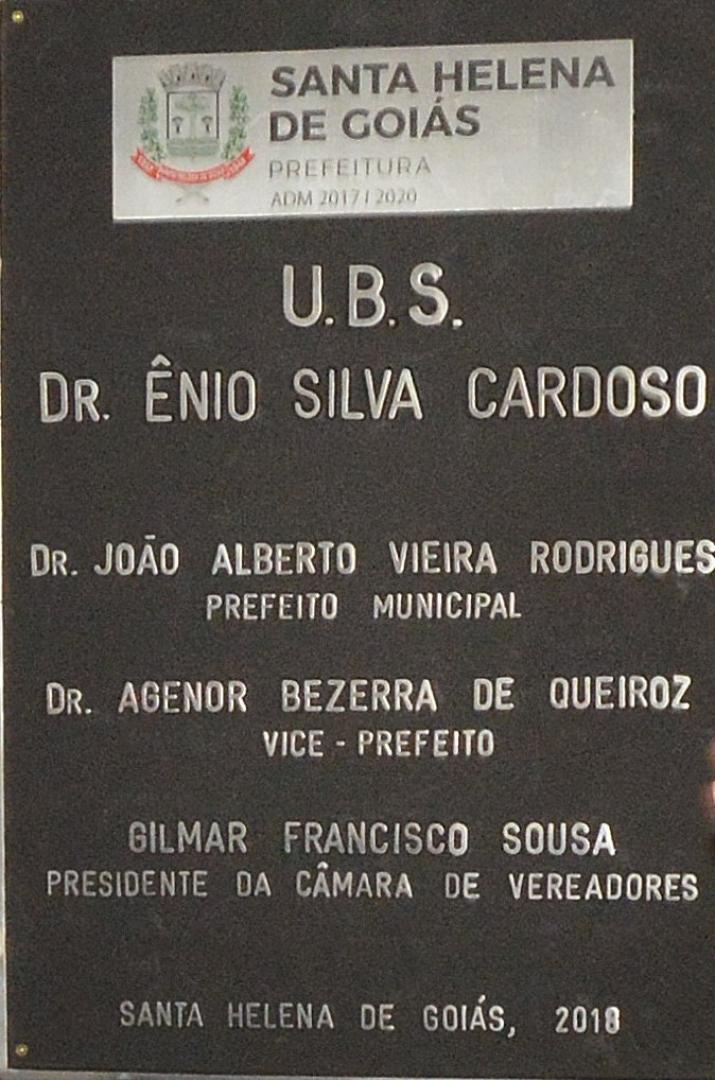 SANTA HELENA
DE GOIÁS
PREFEITURA
ADM 2017 / 2020
U.B.S.
DR. ÊNIO SILVA CARDOSO
DR. JOÃO ALBERTO VIEIRA RODRIGUES
PREFEITO MUNICIPAL
DR. AGENOR BEZERRA DE QUEIROZ
VICE - PREFEITO
GILMAR FRANCISCO SOUSA
PRESIDENTE DA CÂMARA DE VEREADORES
SANTA HELENA DE GOIÁS, 2018